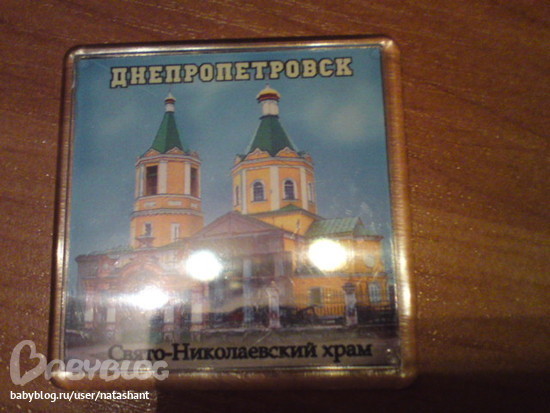 ДНЕПРОПЕТРОВСК
Свято-Николаевский храм
BABYBLOG
babyblog.ru/user/natashant